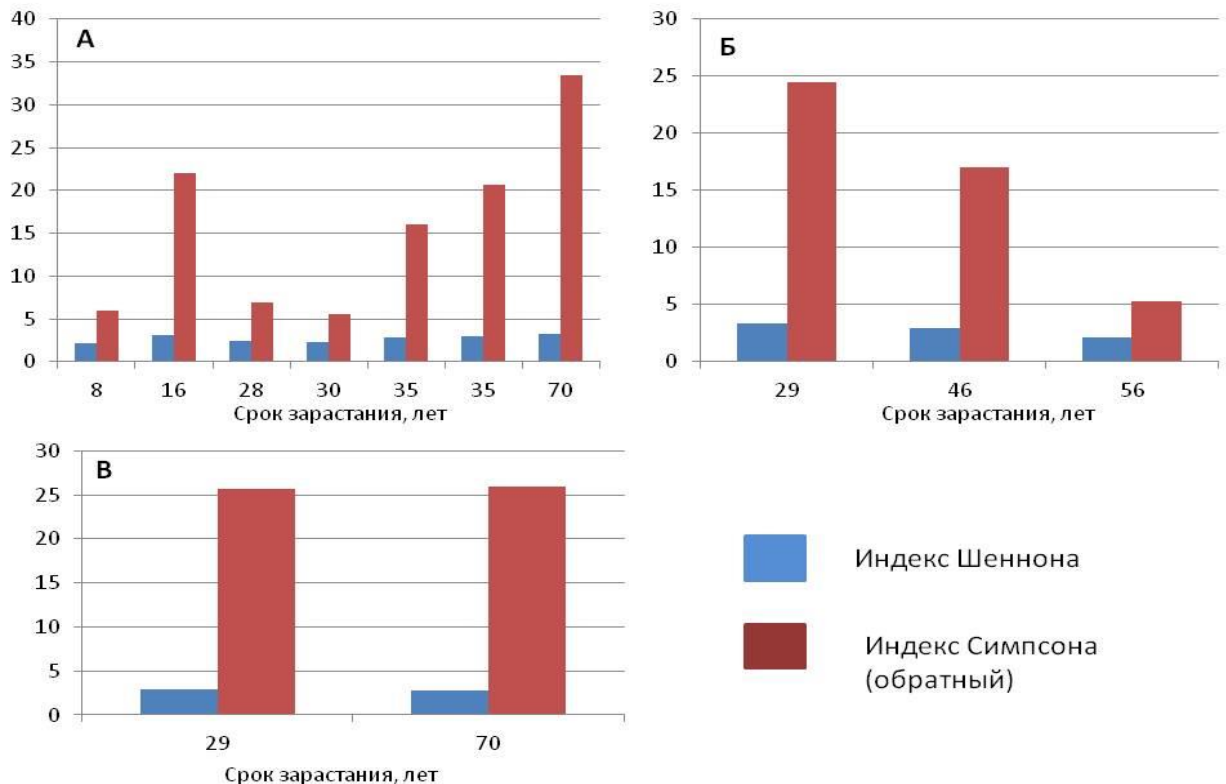 А
40
35
30
25
20
15
10
5
0
8 16 28 30 35 35 70
Срок зарастания, лет
Б
30
25
20
15
10
5
0
29 46 56
Срок зарастания, лет
В
30
25
20
15
10
5
0
29 70
Срок зарастания, лет
Индекс Шеннона
Индекс Симпсона
(обратный)